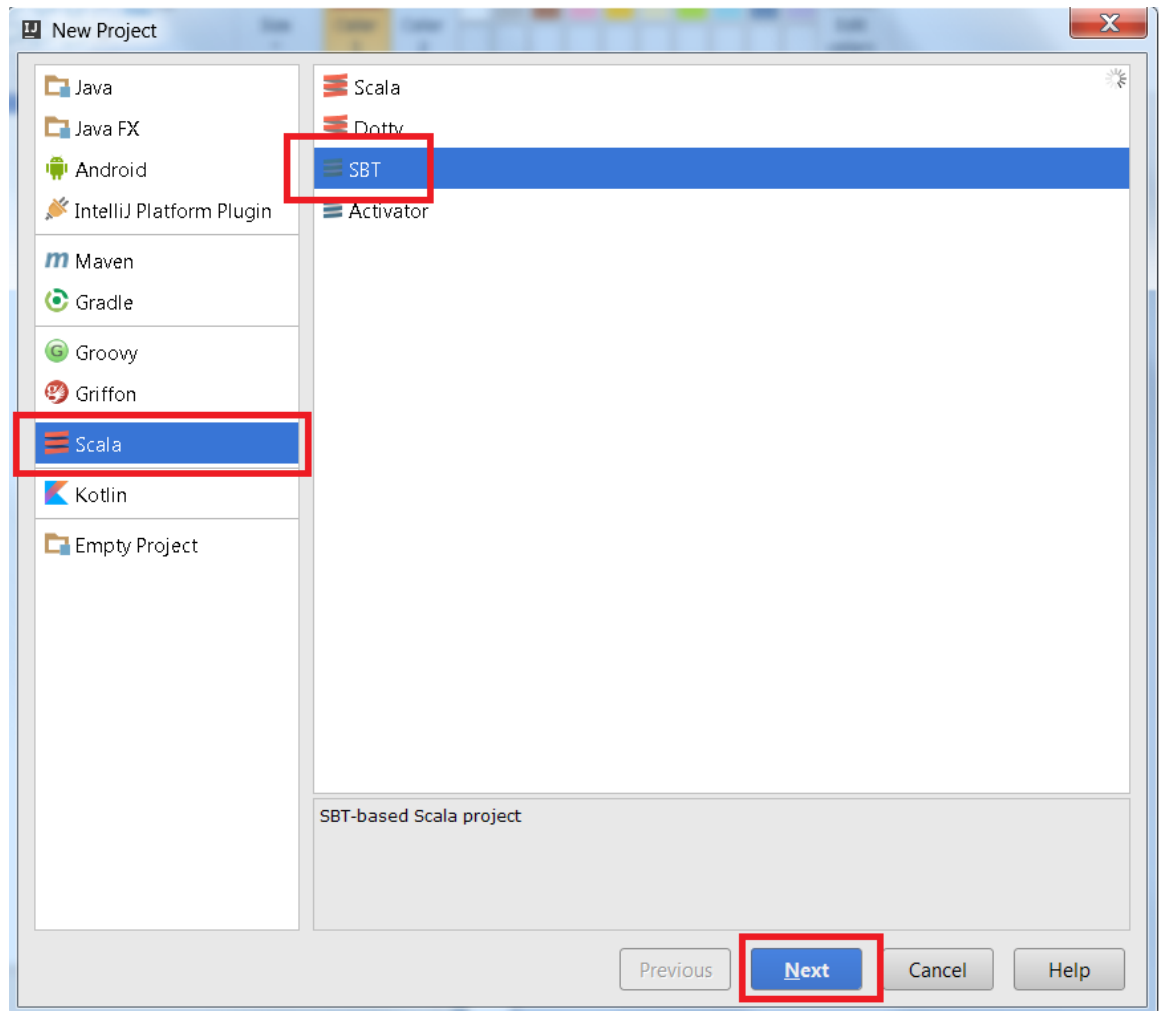 New Project
X
Java
Java FX
Android
IntelliJ Platform Plugin
Maven
Gradle
Groovy
Griffon
Scala
Kotlin
Empty Project
Scala
Dotty
SBT
Activator
SBT-based Scala project
Previous
Next
Cancel
Help